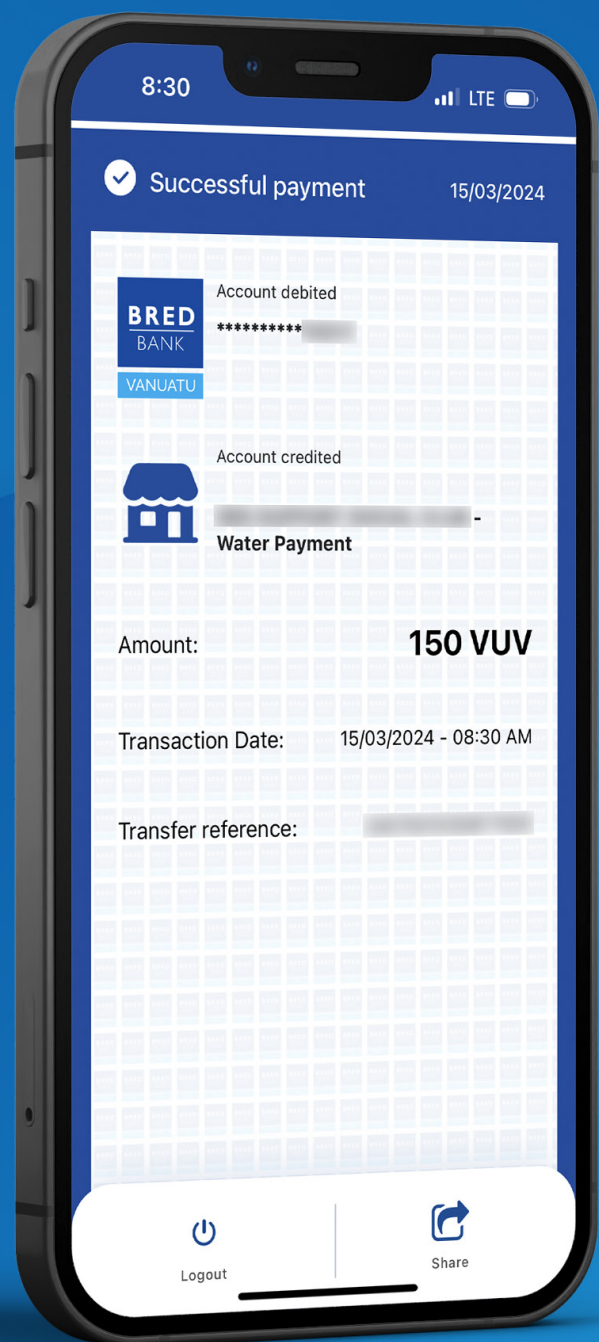 8:30
LTE
Successful payment
15/03/2024
BRED
BANK
VANUATU
Account debited
**********
Account credited
-
Water Payment
Amount:
150 VUV
Transaction Date:
15/03/2024 - 08:30 AM
Transfer reference:
Logout
Share